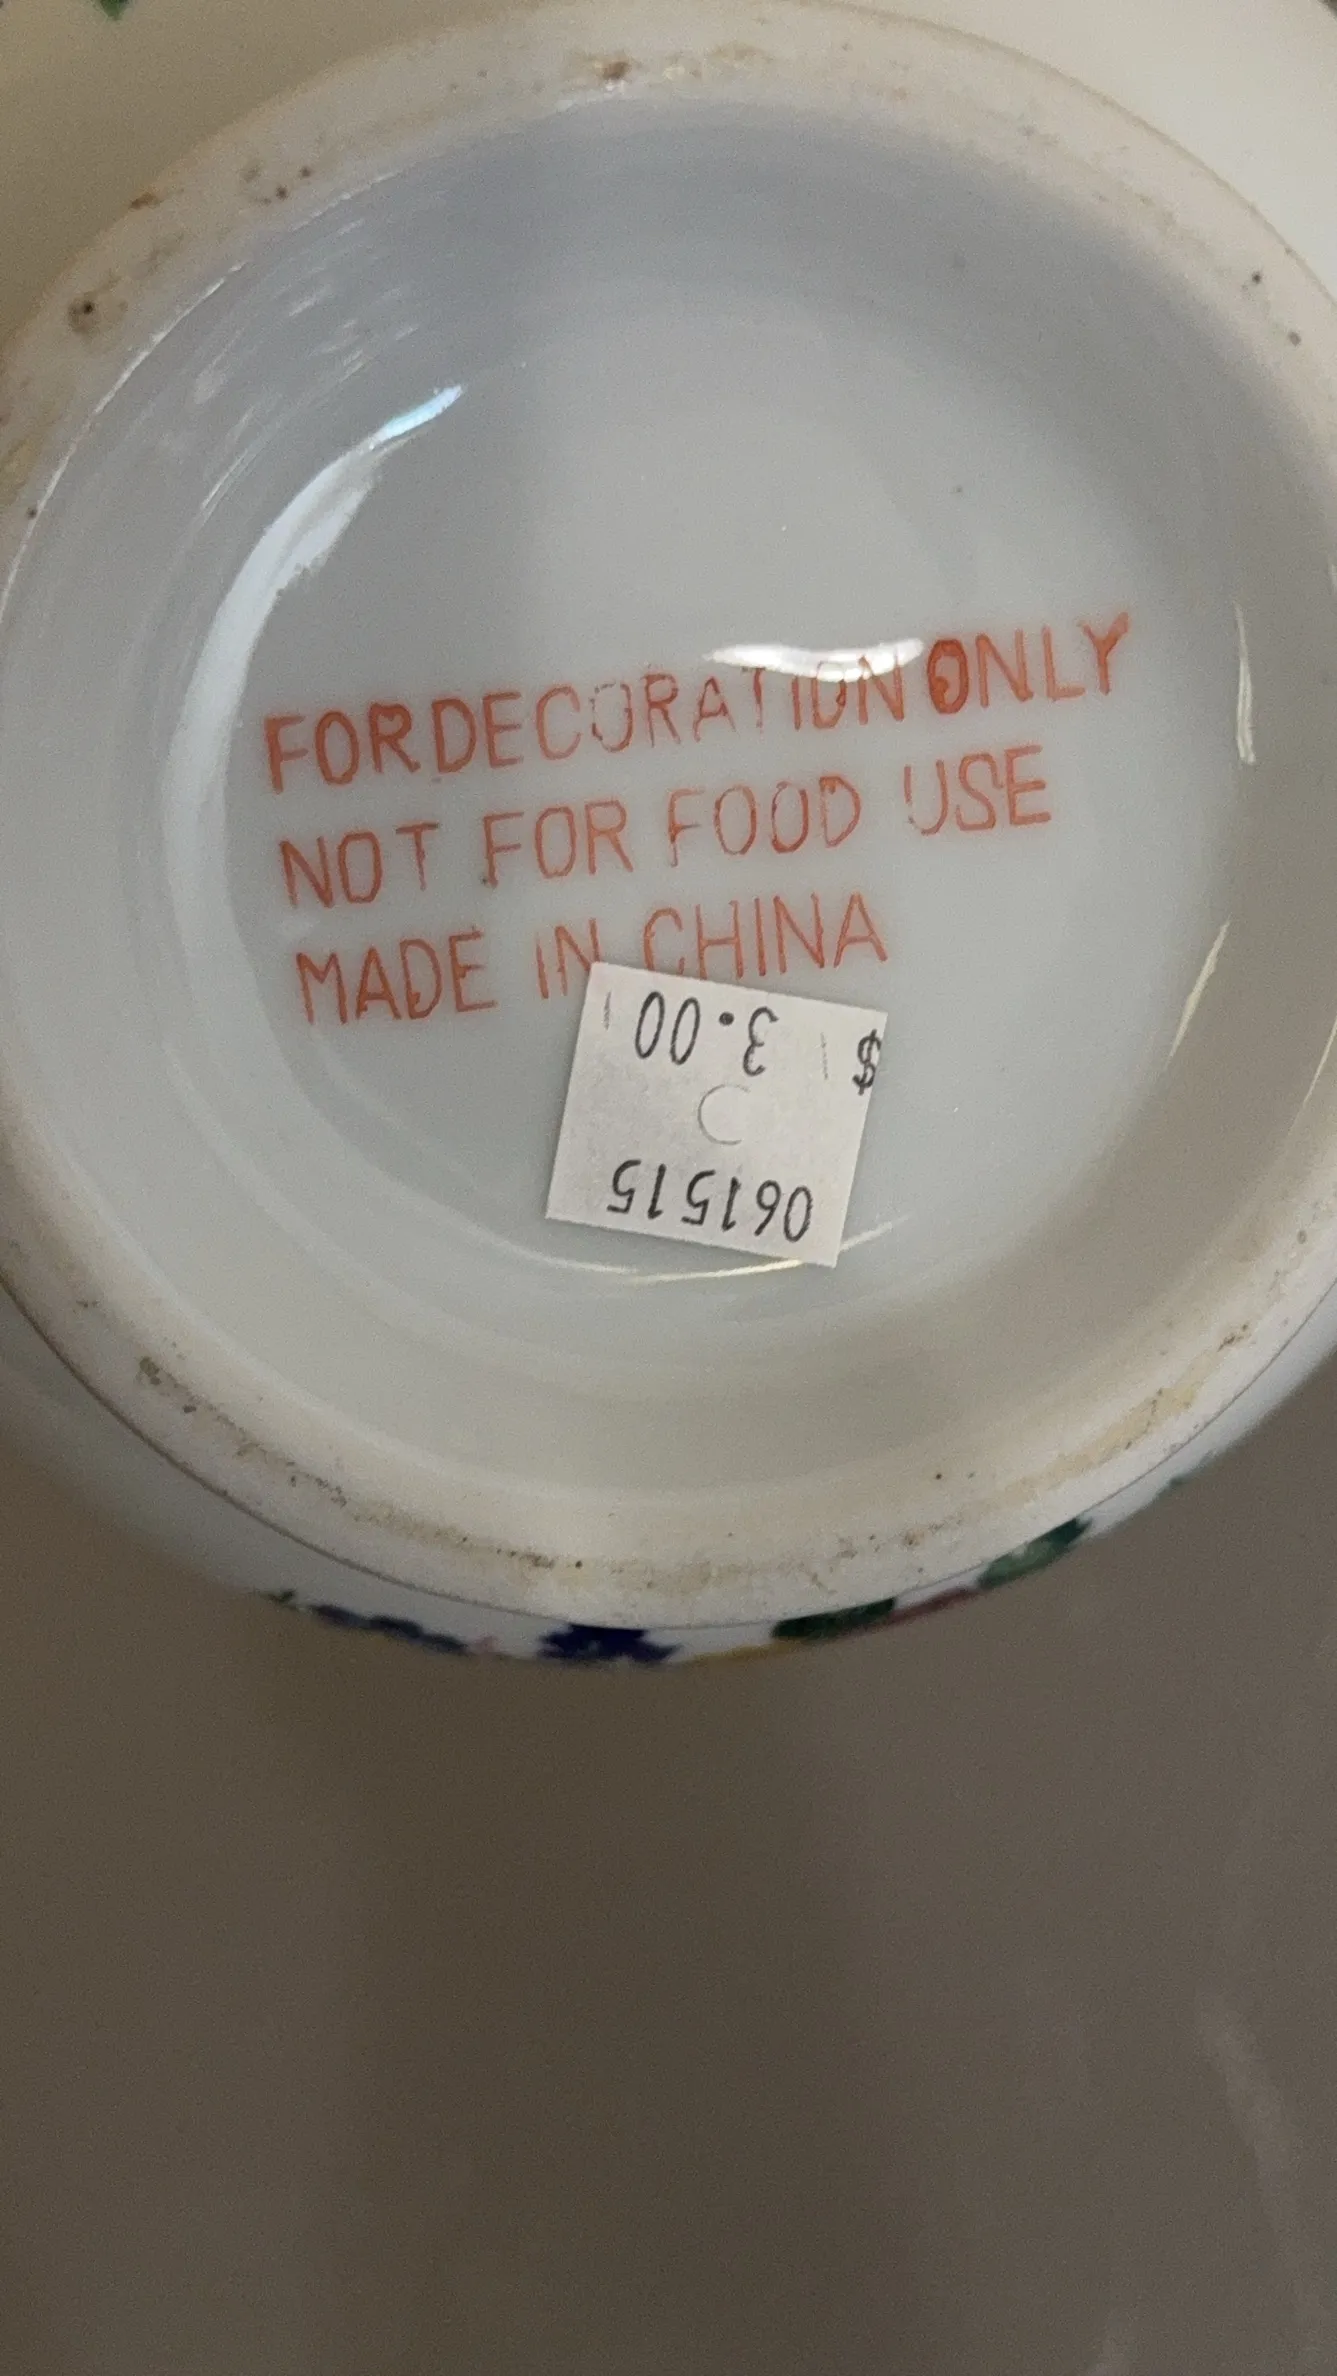 FOR DECORATION ONLY
NOT FOR FOOD USE
MADE IN CHINA
061515
$ 3.00